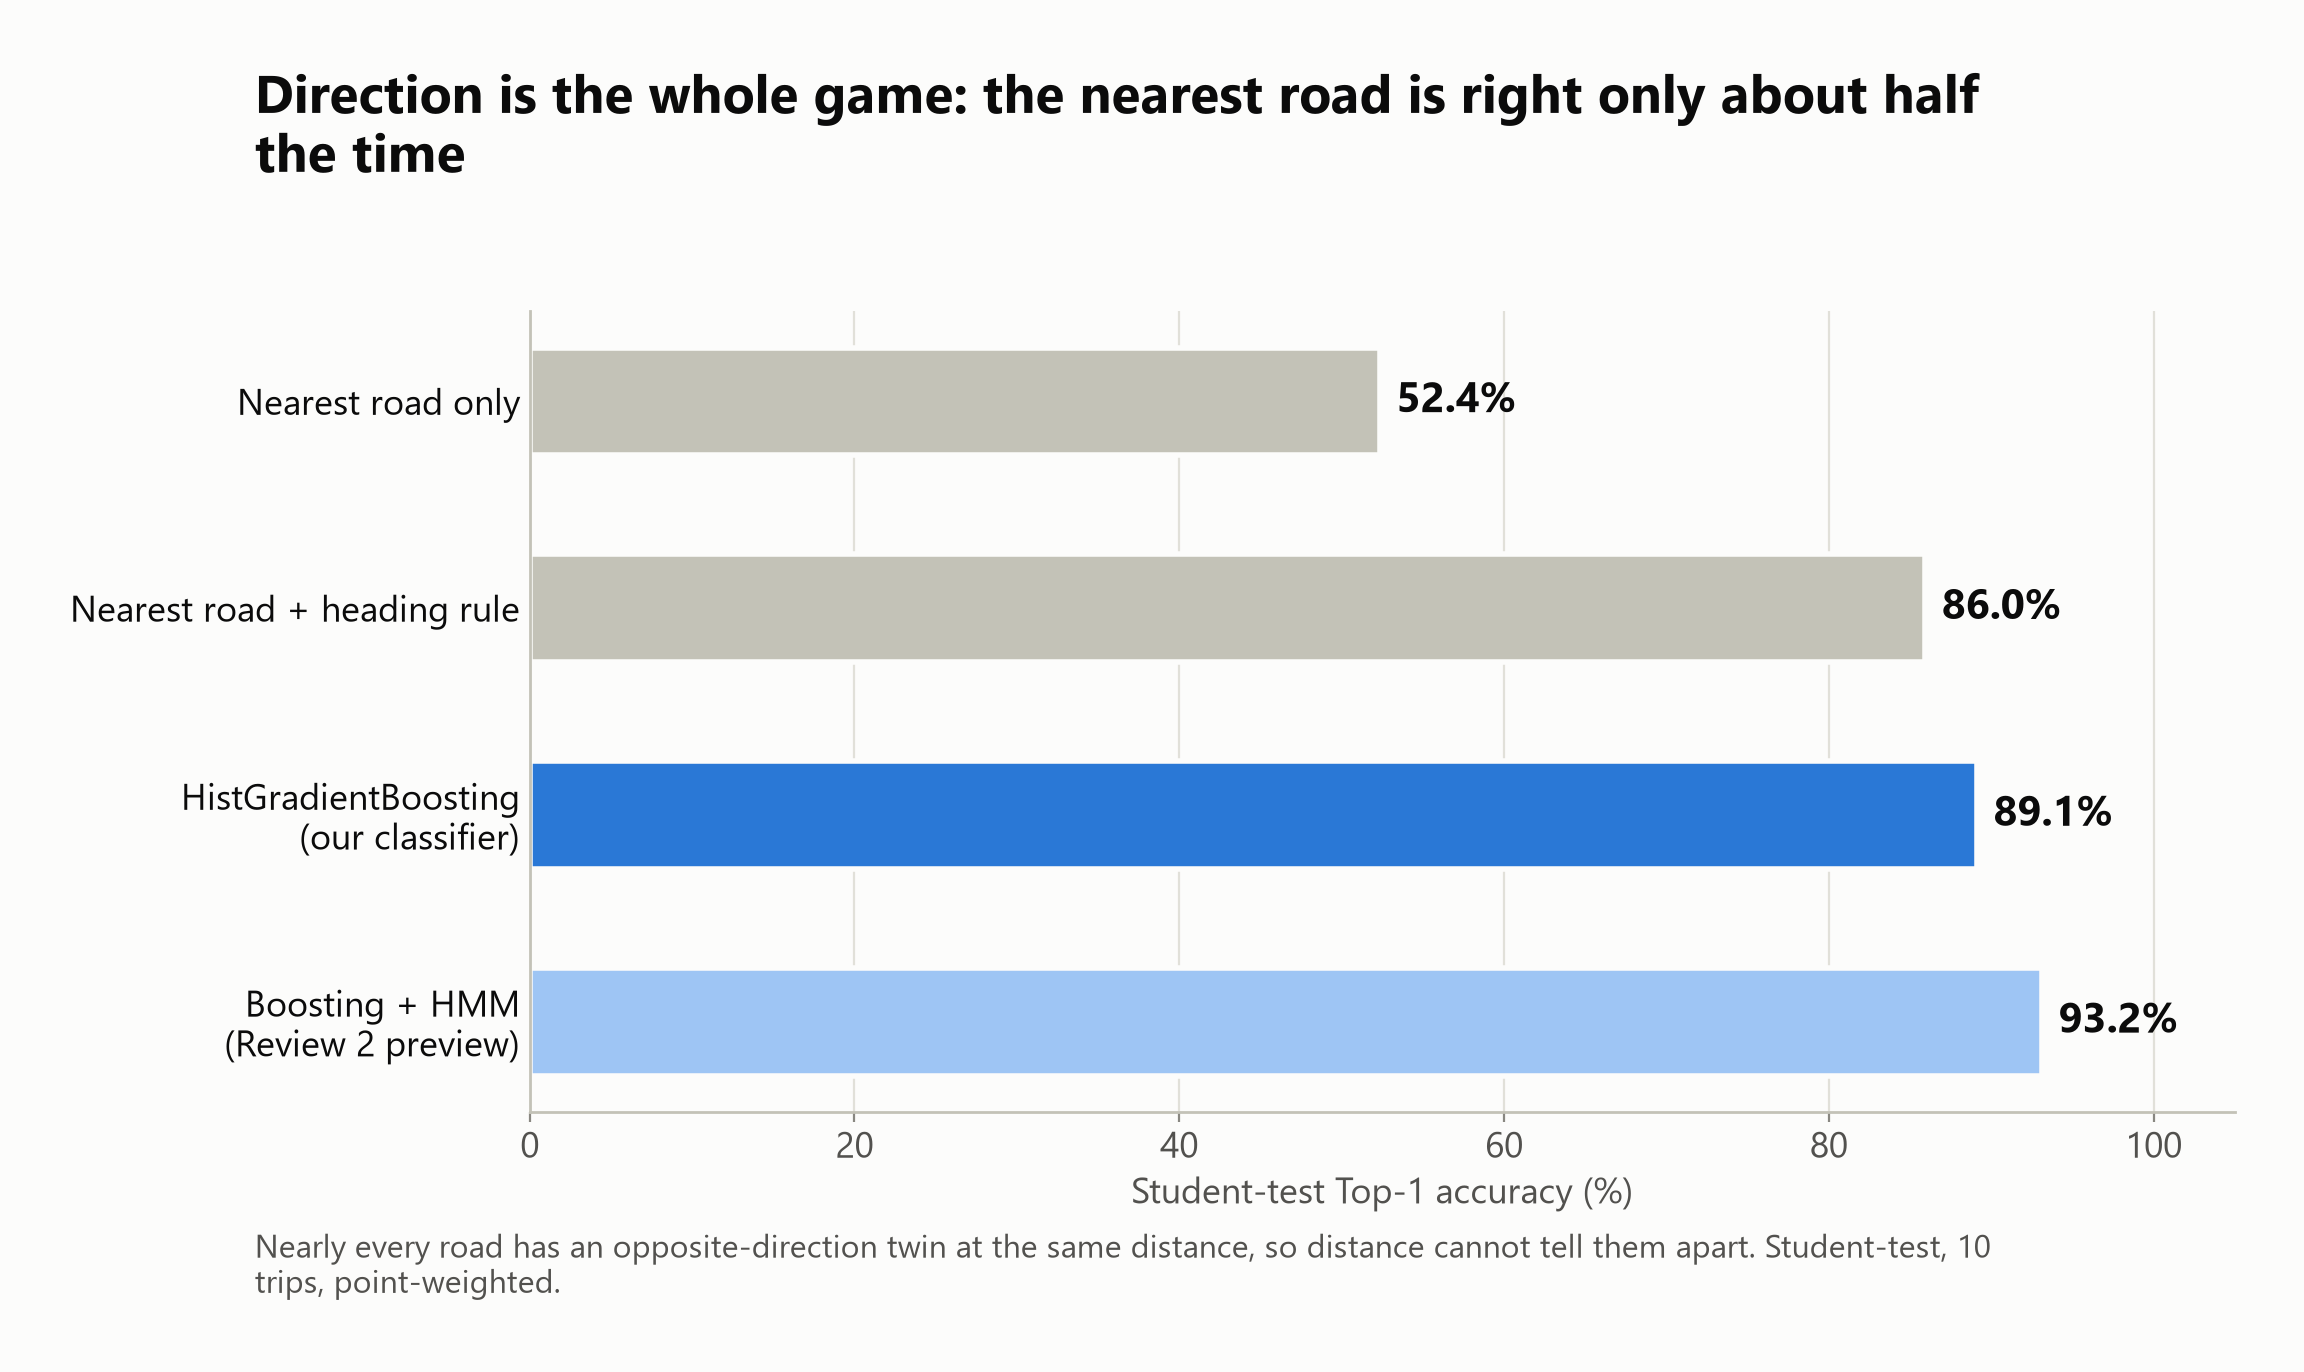 Direction is the whole game: the nearest road is right only about half
the time
Nearest road only
52.4%
Nearest road + heading rule
86.0%
HistGradientBoosting
(our classifier)
89.1%
Boosting + HMM
(Review 2 preview)
93.2%
0 20 40 60 80 100
Student-test Top-1 accuracy (%)
Nearly every road has an opposite-direction twin at the same distance, so distance cannot tell them apart. Student-test, 10
trips, point-weighted.